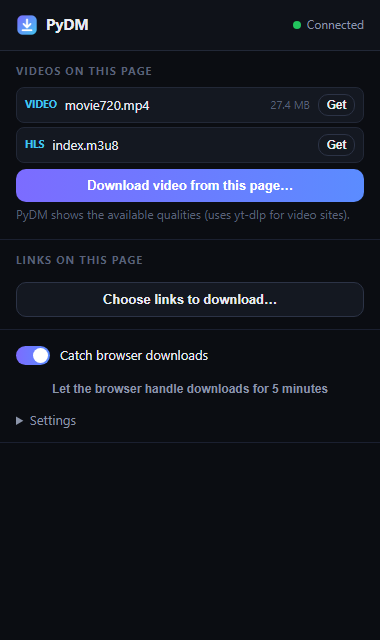 PyDM
Connected
VIDEOS ON THIS PAGE
VIDEO movie720.mp4 27.4 MB Get
HLS index.m3u8 Get
Download video from this page...
PyDM shows the available qualities (uses yt-dlp for video sites).
LINKS ON THIS PAGE
Choose links to download...
Catch browser downloads
Let the browser handle downloads for 5 minutes
Settings